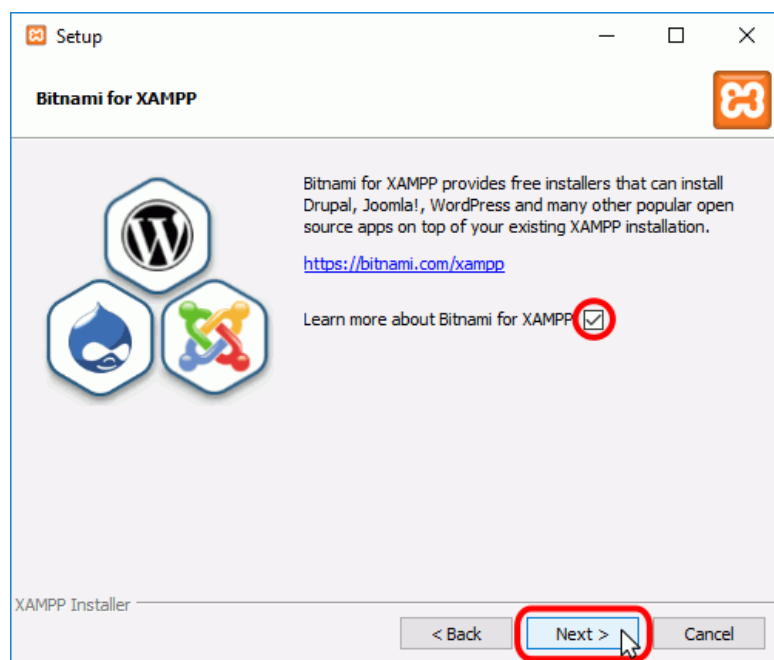 Setup
Bitnami for XAMPP
Bitnami for XAMPP provides free installers that can install
Drupal, Joomla!, WordPress and many other popular open
source apps on top of your existing XAMPP installation.
https://bitnami.com/xampp
Learn more about Bitnami for XAMPP
XAMPP Installer
< Back
Next >
Cancel